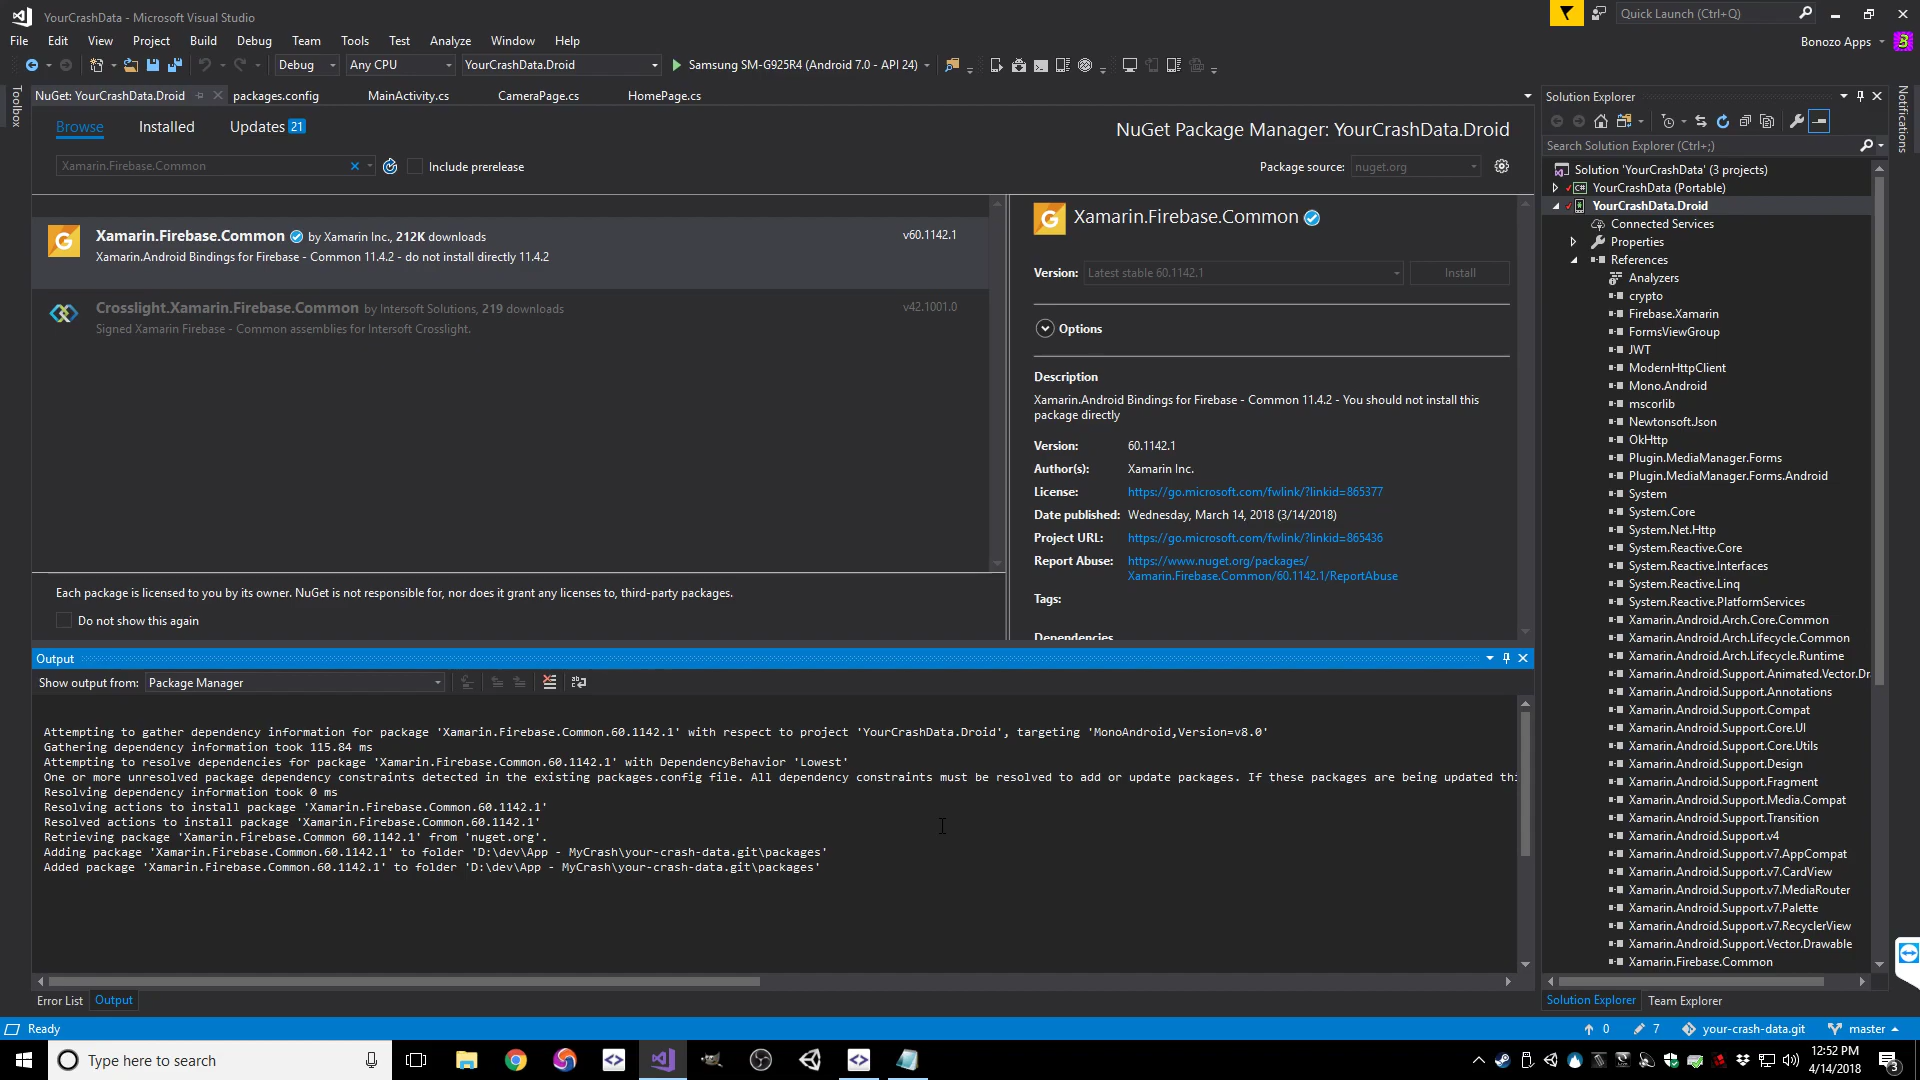 YourCrashData - Microsoft Visual Studio
Quick Launch (Ctrl+Q)
File Edit View Project Build Debug Team Tools Test Analyze Window Help
Bonozo Apps
Debug Any CPU YourCrashData.Droid Samsung SM-G925R4 (Android 7.0 - API 24)
Toolbox
NuGet: YourCrashData.Droid packages.config MainActivity.cs CameraPage.cs HomePage.cs
Browse Installed Updates 21
NuGet Package Manager: YourCrashData.Droid
Xamarin.Firebase.Common Include prerelease
Package source: nuget.org
Xamarin.Firebase.Common by Xamarin Inc., 212K downloads v60.1142.1
Xamarin.Android Bindings for Firebase - Common 11.4.2 - do not install directly 11.4.2
Crosslight.Xamarin.Firebase.Common by Intersoft Solutions, 219 downloads v42.1001.0
Signed Xamarin Firebase - Common assemblies for Intersoft Crosslight.
Each package is licensed to you by its owner. NuGet is not responsible for, nor does it grant any licenses to, third-party packages.
Do not show this again
Xamarin.Firebase.Common
Version: Latest stable 60.1142.1 Install
Options
Description
Xamarin.Android Bindings for Firebase - Common 11.4.2 - You should not install this
package directly
Version: 60.1142.1
Author(s): Xamarin Inc.
License: https://go.microsoft.com/fwlink/?linkid=865377
Date published: Wednesday, March 14, 2018 (3/14/2018)
Project URL: https://go.microsoft.com/fwlink/?linkid=865436
Report Abuse: https://www.nuget.org/packages/
Xamarin.Firebase.Common/60.1142.1/ReportAbuse
Tags:
Dependencies
Output
Show output from: Package Manager
Attempting to gather dependency information for package 'Xamarin.Firebase.Common.60.1142.1' with respect to project 'YourCrashData.Droid', targeting 'MonoAndroid,Version=v8.0'
Gathering dependency information took 115.84 ms
Attempting to resolve dependencies for package 'Xamarin.Firebase.Common.60.1142.1' with DependencyBehavior 'Lowest'
One or more unresolved package dependency constraints detected in the existing packages.config file. All dependency constraints must be resolved to add or update packages. If these packages are being updated thi
Resolving dependency information took 0 ms
Resolving actions to install package 'Xamarin.Firebase.Common.60.1142.1'
Resolved actions to install package 'Xamarin.Firebase.Common.60.1142.1'
Retrieving package 'Xamarin.Firebase.Common 60.1142.1' from 'nuget.org'.
Adding package 'Xamarin.Firebase.Common.60.1142.1' to folder 'D:\dev\App - MyCrash\your-crash-data.git\packages'
Added package 'Xamarin.Firebase.Common.60.1142.1' to folder 'D:\dev\App - MyCrash\your-crash-data.git\packages'
Error List Output
Solution Explorer
Search Solution Explorer (Ctrl+;)
Solution 'YourCrashData' (3 projects)
YourCrashData (Portable)
YourCrashData.Droid
Connected Services
Properties
References
Analyzers
crypto
Firebase.Xamarin
FormsViewGroup
JWT
ModernHttpClient
Mono.Android
mscorlib
Newtonsoft.Json
OkHttp
Plugin.MediaManager.Forms
Plugin.MediaManager.Forms.Android
System
System.Core
System.Net.Http
System.Reactive.Core
System.Reactive.Interfaces
System.Reactive.Linq
System.Reactive.PlatformServices
Xamarin.Android.Arch.Core.Common
Xamarin.Android.Arch.Lifecycle.Common
Xamarin.Android.Arch.Lifecycle.Runtime
Xamarin.Android.Support.Animated.Vector.Dr
Xamarin.Android.Support.Annotations
Xamarin.Android.Support.Compat
Xamarin.Android.Support.Core.UI
Xamarin.Android.Support.Core.Utils
Xamarin.Android.Support.Design
Xamarin.Android.Support.Fragment
Xamarin.Android.Support.Media.Compat
Xamarin.Android.Support.Transition
Xamarin.Android.Support.v4
Xamarin.Android.Support.v7.AppCompat
Xamarin.Android.Support.v7.CardView
Xamarin.Android.Support.v7.MediaRouter
Xamarin.Android.Support.v7.Palette
Xamarin.Android.Support.v7.RecyclerView
Xamarin.Android.Support.Vector.Drawable
Xamarin.Firebase.Common
Solution Explorer Team Explorer
Notifications
Ready 0 7 your-crash-data.git master
Type here to search
12:52 PM
4/14/2018
3